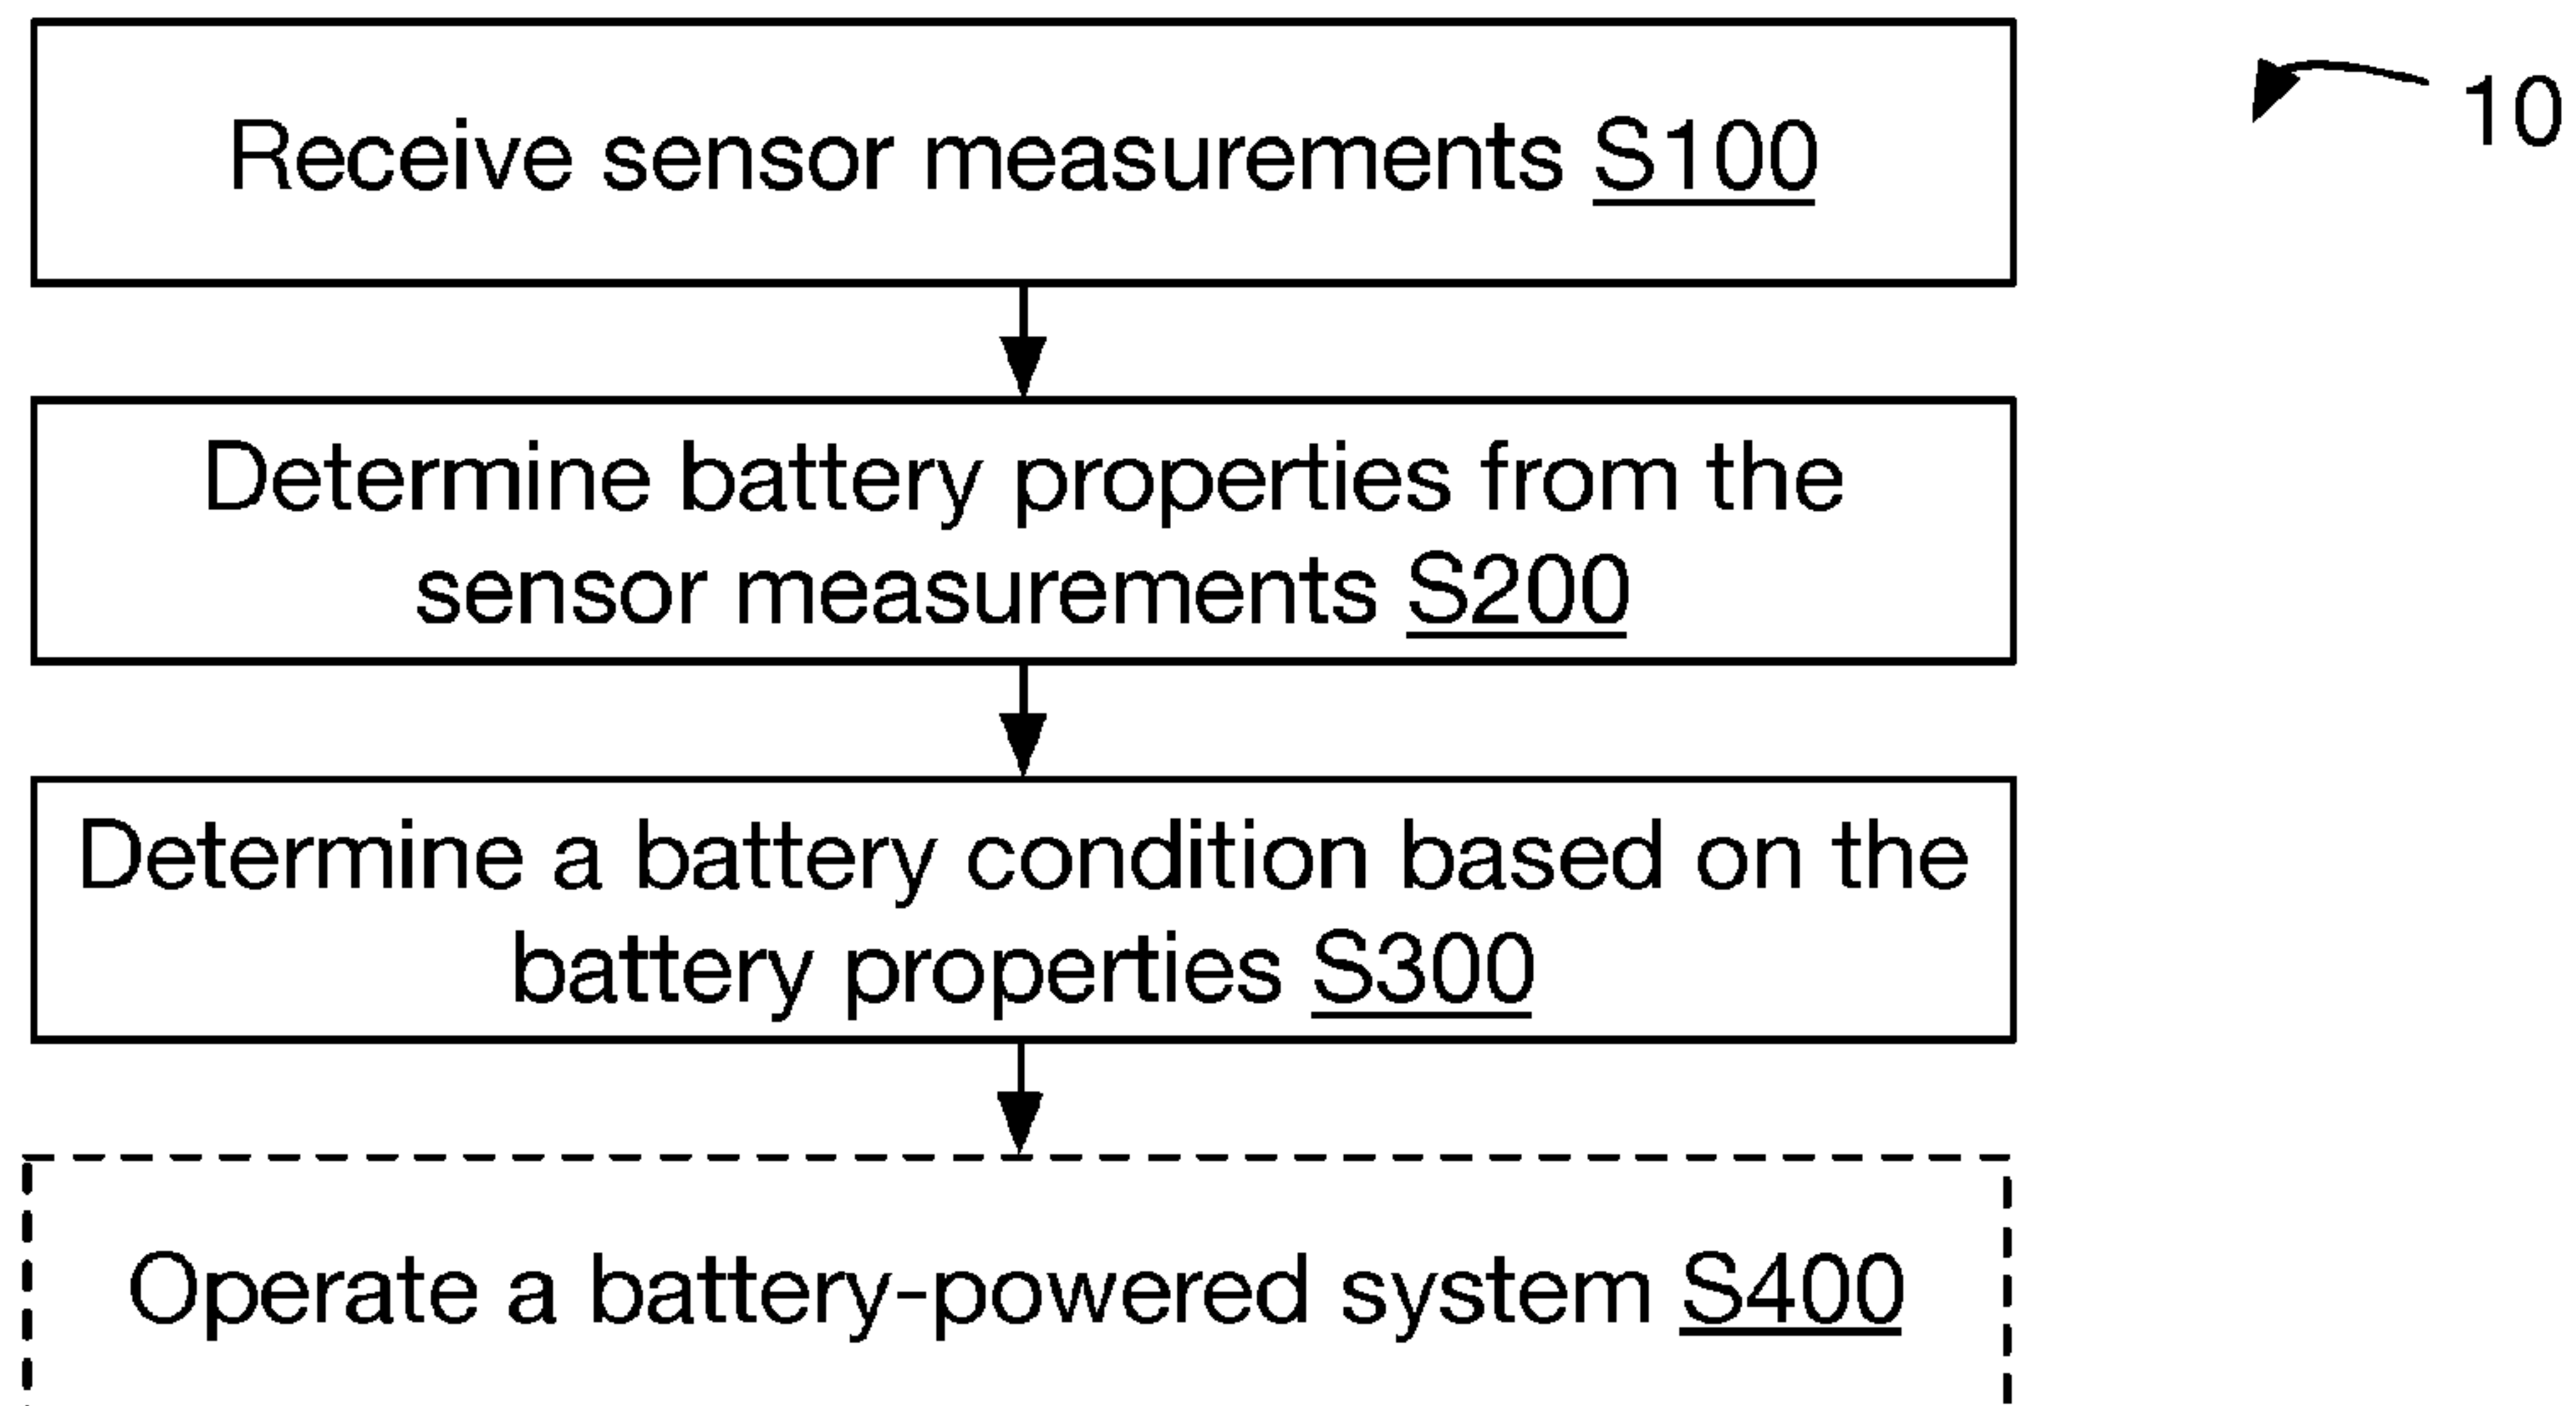 Receive sensor measurements S100
10
Determine battery properties from the
sensor measurements S200
Determine a battery condition based on the
battery properties S300
Operate a battery-powered system S400